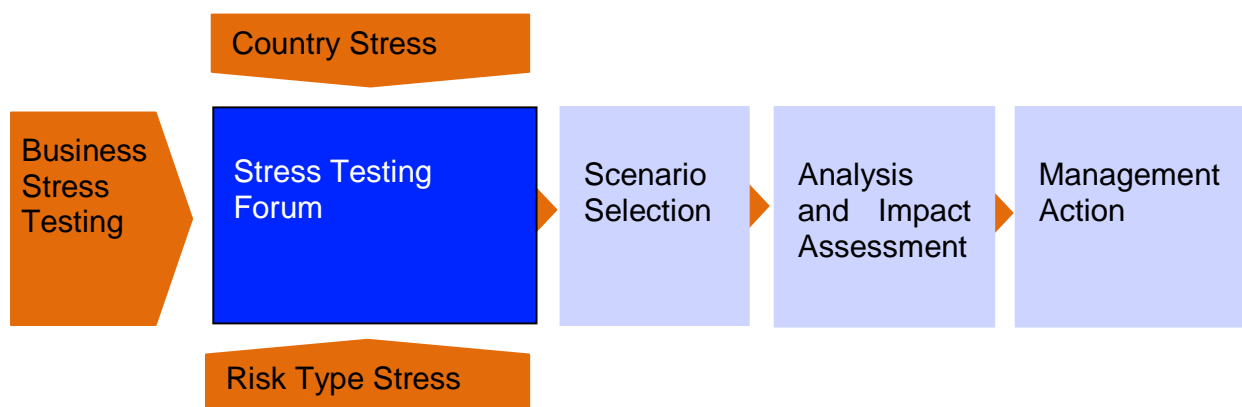 Country Stress
Business
Stress
Testing
Stress Testing
Forum
Scenario
Selection
Analysis
and Impact
Assessment
Management
Action
Risk Type Stress